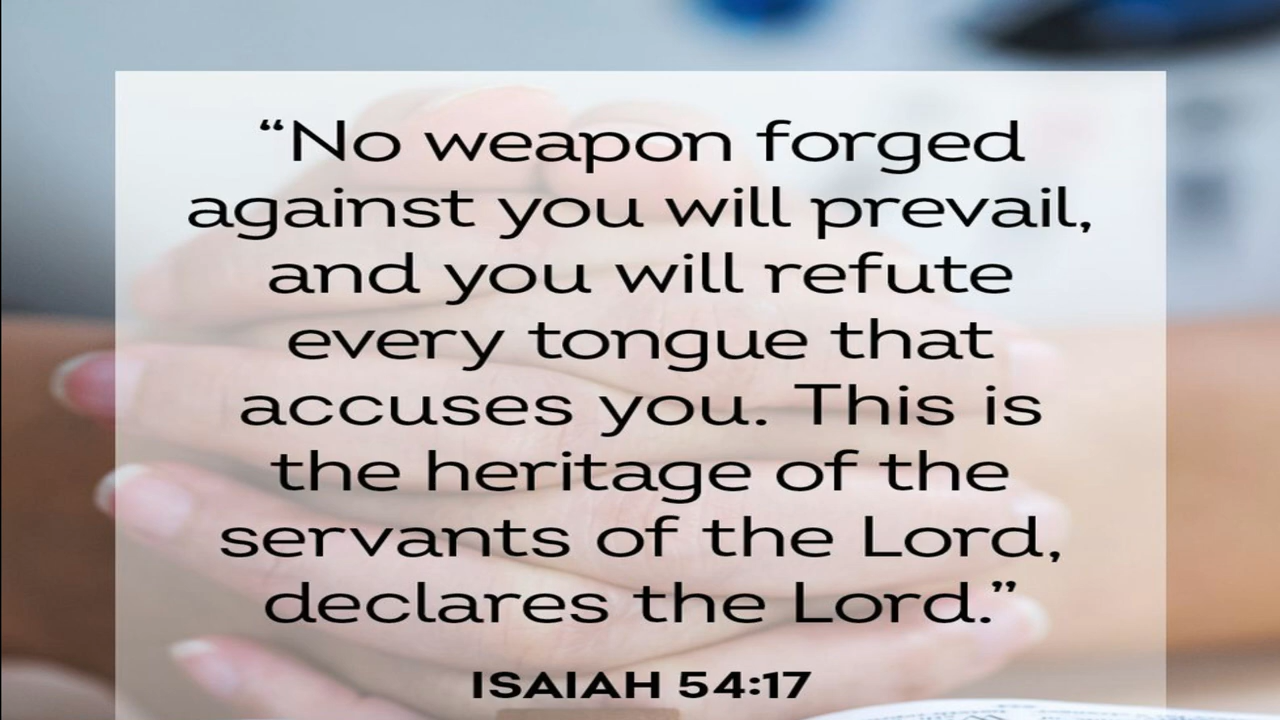 “No weapon forged
against you will prevail,
and you will refute
every tongue that
accuses you. This is
the heritage of the
servants of the Lord,
declares the Lord.”
ISAIAH 54:17